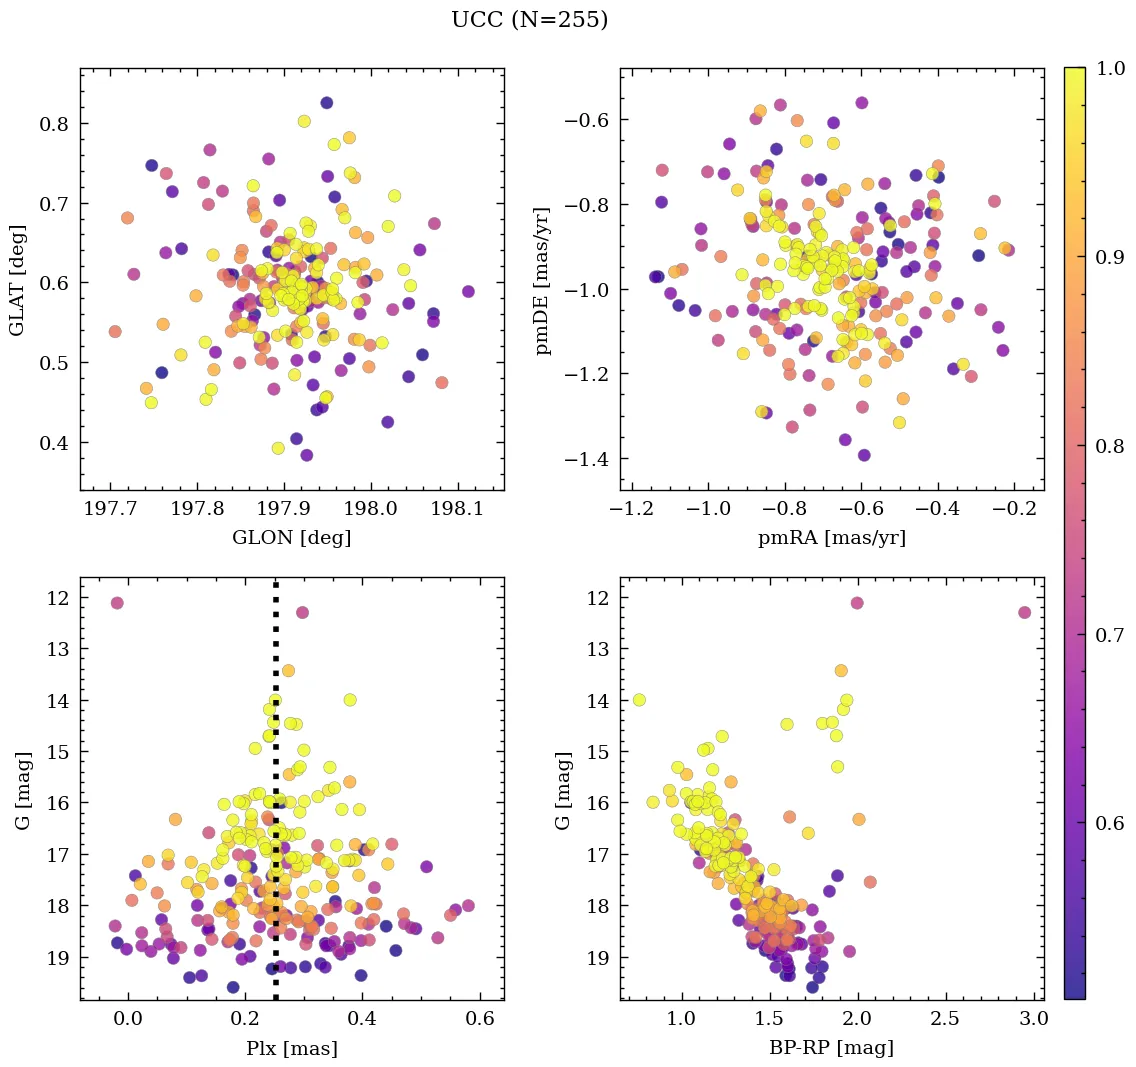 UCC (N=255)
0.8
0.7
0.6
0.5
0.4
GLAT [deg]
197.7 197.8 197.9 198.0 198.1
GLON [deg]
−0.6
−0.8
−1.0
−1.2
−1.4
pmDE [mas/yr]
−1.2 −1.0 −0.8 −0.6 −0.4 −0.2
pmRA [mas/yr]
12
13
14
15
16
17
18
19
G [mag]
0.0 0.2 0.4 0.6
Plx [mas]
12
13
14
15
16
17
18
19
G [mag]
1.0 1.5 2.0 2.5 3.0
BP-RP [mag]
1.0
0.9
0.8
0.7
0.6